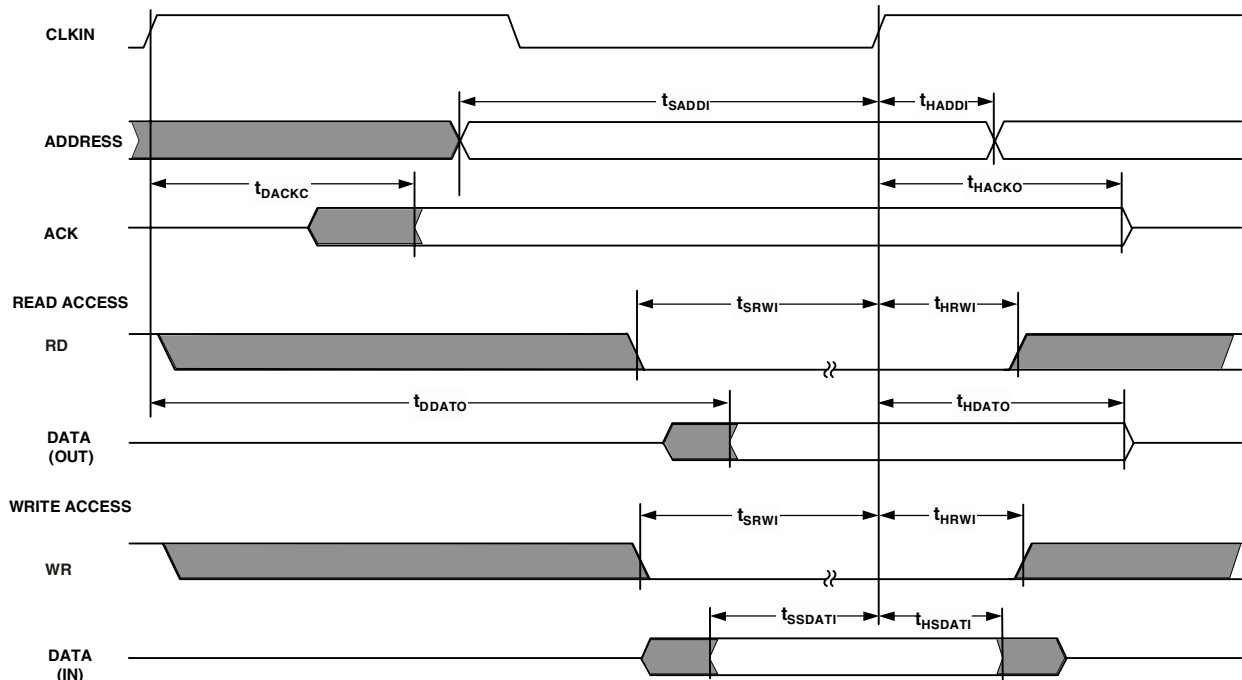 CLKIN
tSADDI tHADDI
ADDRESS
tDACKC tHACKO
ACK
READ ACCESS
tSRWI tHRWI
RD
tDDATO tHDATO
DATA
(OUT)
WRITE ACCESS
tSRWI tHRWI
WR
tSSDATI tHSDATI
DATA
(IN)